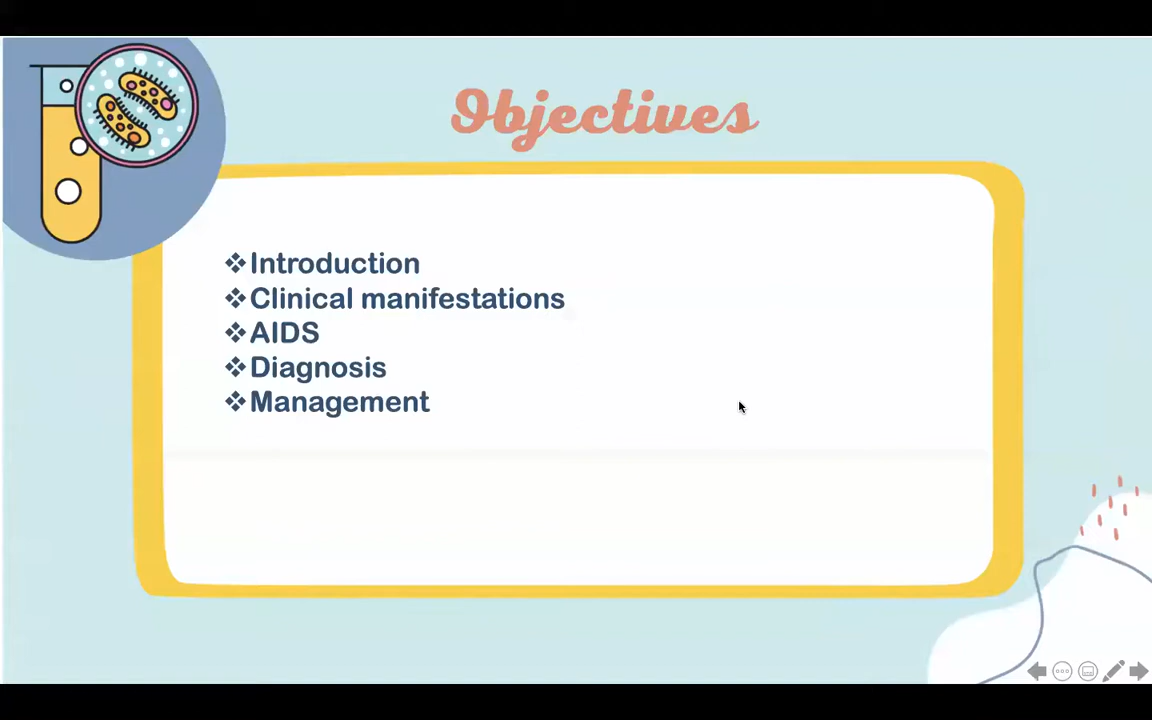 Objectives
❖Introduction
❖Clinical manifestations
❖AIDS
❖Diagnosis
❖Management